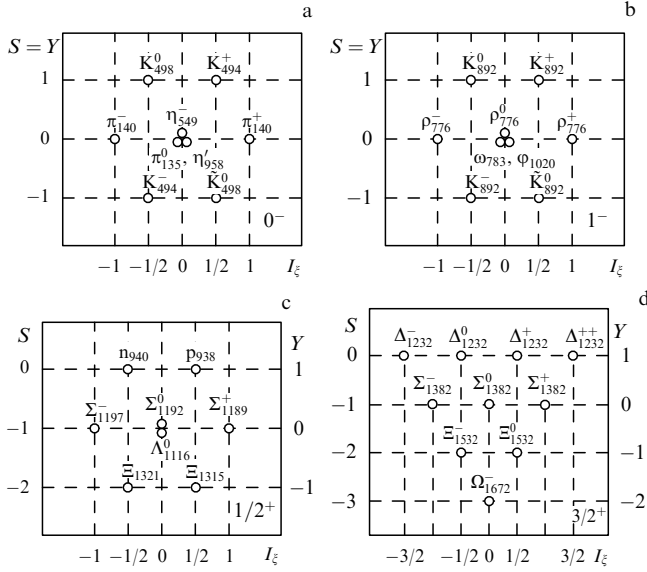 a
S = Y
K⁰₄₉₈ K⁺₄₉₄
1
η⁻₅₄₉
π⁻₁₄₀ π⁺₁₄₀
0
π⁰₁₃₅, η′₉₅₈
K⁻₄₉₄ K̃⁰₄₉₈
−1
0⁻
−1 −1/2 0 1/2 1 I_ξ
b
S = Y
K⁰₈₉₂ K⁺₈₉₂
1
ρ⁰₇₇₆
ρ⁻₇₇₆ ρ⁺₇₇₆
0
ω₇₈₃, φ₁₀₂₀
K⁻₈₉₂ K̃⁰₈₉₂
−1
1⁻
−1 −1/2 0 1/2 1 I_ξ
c
S Y
n₉₄₀ p₉₃₈
0 1
Σ⁻₁₁₉₇ Σ⁰₁₁₉₂ Σ⁺₁₁₈₉
−1 0
Λ⁰₁₁₁₆
Ξ₁₃₂₁ Ξ₁₃₁₅
−2 −1
1/2⁺
−1 −1/2 0 1/2 1 I_ξ
d
S Y
Δ⁻₁₂₃₂ Δ⁰₁₂₃₂ Δ⁺₁₂₃₂ Δ⁺⁺₁₂₃₂
0 1
Σ⁻₁₃₈₂ Σ⁰₁₃₈₂ Σ⁺₁₃₈₂
−1 0
Ξ⁻₁₅₃₂ Ξ⁰₁₅₃₂
−2 −1
Ω⁻₁₆₇₂
−3 −2
3/2⁺
−3/2 −1/2 0 1/2 3/2 I_ξ